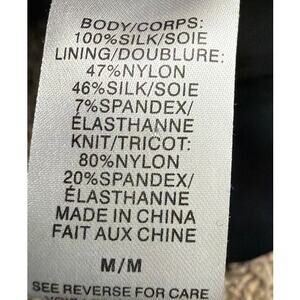 BODY/CORPS:
100%SILK/SOIE
LINING/DOUBLURE:
47%NYLON
46%SILK/SOIE
7%SPANDEX/
ÉLASTHANNE
KNIT/TRICOT:
80%NYLON
20%SPANDEX/
ÉLASTHANNE
MADE IN CHINA
FAIT AUX CHINE
M/M
SEE REVERSE FOR CARE